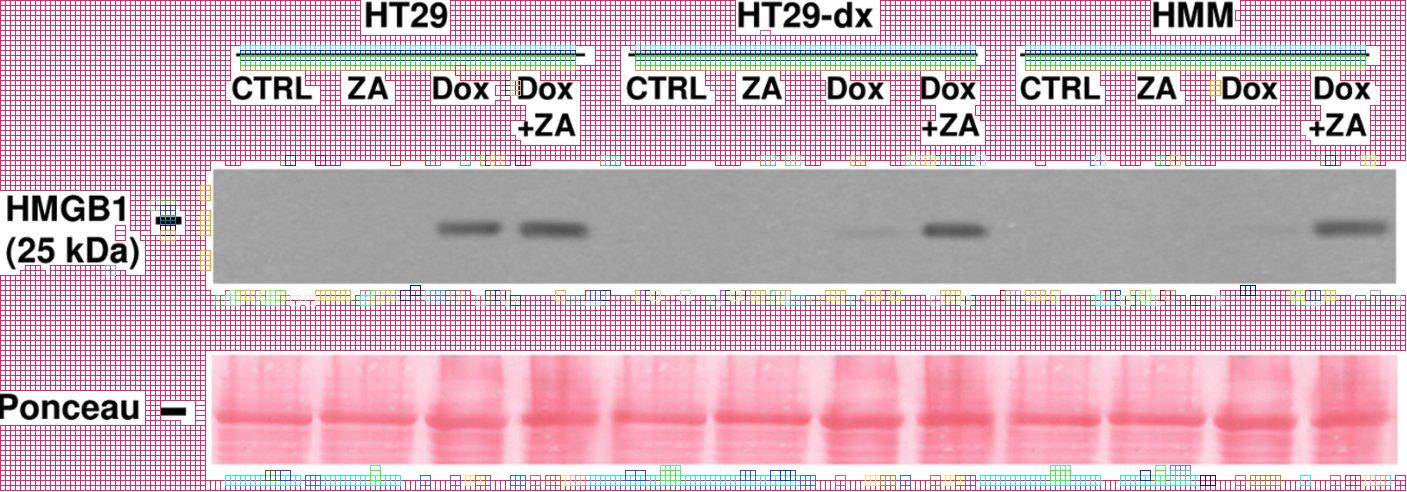 HT29 HT29-dx HMM
CTRL ZA Dox Dox +ZA CTRL ZA Dox Dox +ZA CTRL ZA Dox Dox +ZA
HMGB1
(25 kDa)
Ponceau